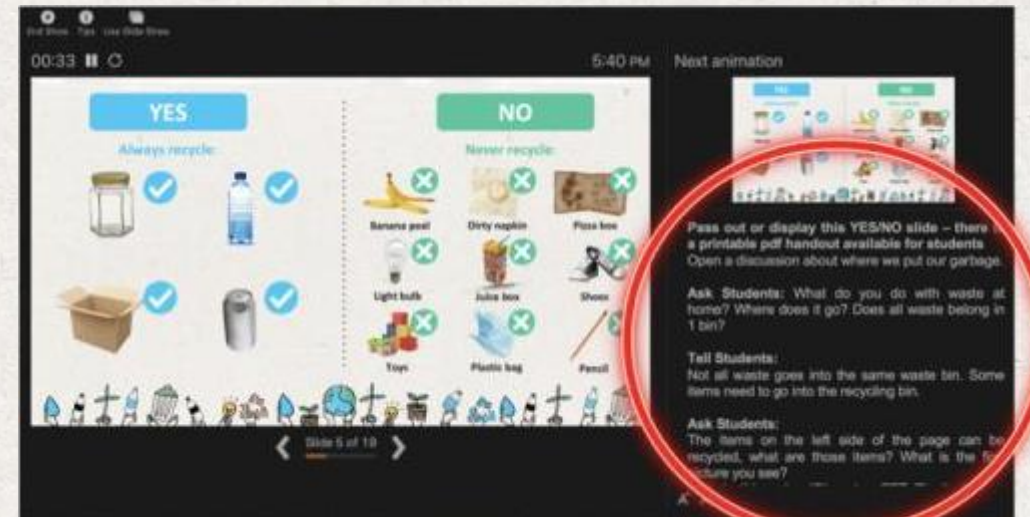 End Show Tips Use Slide Show
00:33
5:40 PM
Next animation
YES
NO
Always recycle:
Never recycle:
Banana peel
Dirty napkin
Pizza box
Light bulb
Juice box
Shoes
Toys
Plastic bag
Pencil
Slide 5 of 19
Pass out or display this YES/NO slide – there
a printable pdf handout available for students
Open a discussion about where we put our garbage.
Ask Students: What do you do with waste at
home? Where does it go? Does all waste belong in
1 bin?
Tell Students:
Not all waste goes into the same waste bin. Some
items need to go into the recycling bin.
Ask Students:
The items on the left side of the page can be
recycled, what are those items? What is the
picture you see?